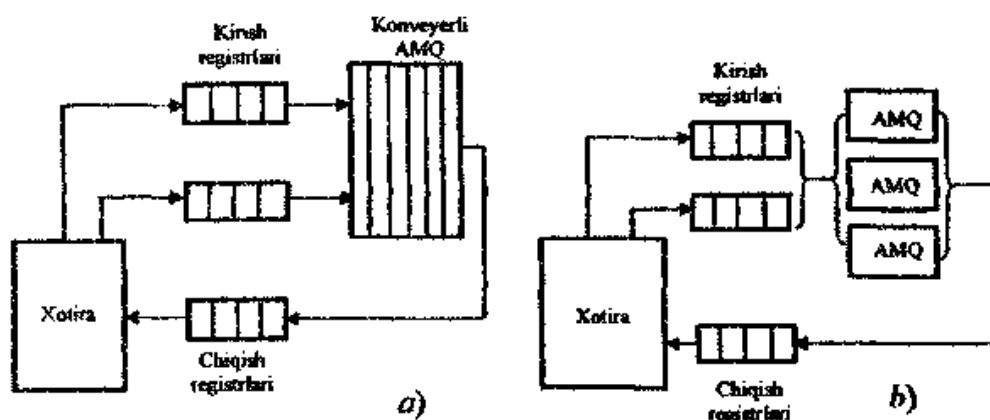 Kirish
registrlari
Konveyerli
AMQ
Xotira
Chiqish
registrlari
a)
Kirish
registrlari
AMQ
AMQ
AMQ
Xotira
Chiqish
registrlari
b)